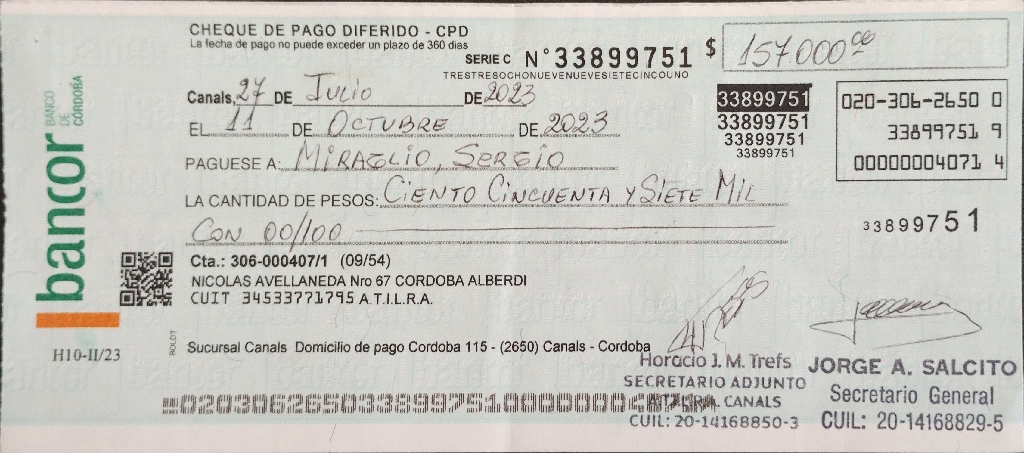 CHEQUE DE PAGO DIFERIDO - CPD
La fecha de pago no puede exceder un plazo de 360 dias
SERIE C N° 33899751 $ 157.000,00
TRESTRESOCHONUEVENUEVESIETECINCOUNO
Canals, 27 DE Julio DE 2023
EL 11 DE OCTUBRE DE 2023
PAGUESE A: MIRAGLIO, SERGIO
LA CANTIDAD DE PESOS: CIENTO CINCUENTA Y SIETE MIL
CON 00/100
33899751
33899751
33899751
33899751
020-306-2650 0
33899751 9
00000004071 4
33899751
bancor BANCO DE CÓRDOBA
H10-II/23
BOLDT
Cta.: 306-000407/1 (09/54)
NICOLAS AVELLANEDA Nro 67 CORDOBA ALBERDI
CUIT 34533771795 A.T.I.L.R.A.
Sucursal Canals Domicilio de pago Cordoba 115 - (2650) Canals - Cordoba
Horacio J. M. Trefs
SECRETARIO ADJUNTO
A.T.I.L.R.A. CANALS
CUIL: 20-14168850-3
JORGE A. SALCITO
Secretario General
CUIL: 20-14168829-5